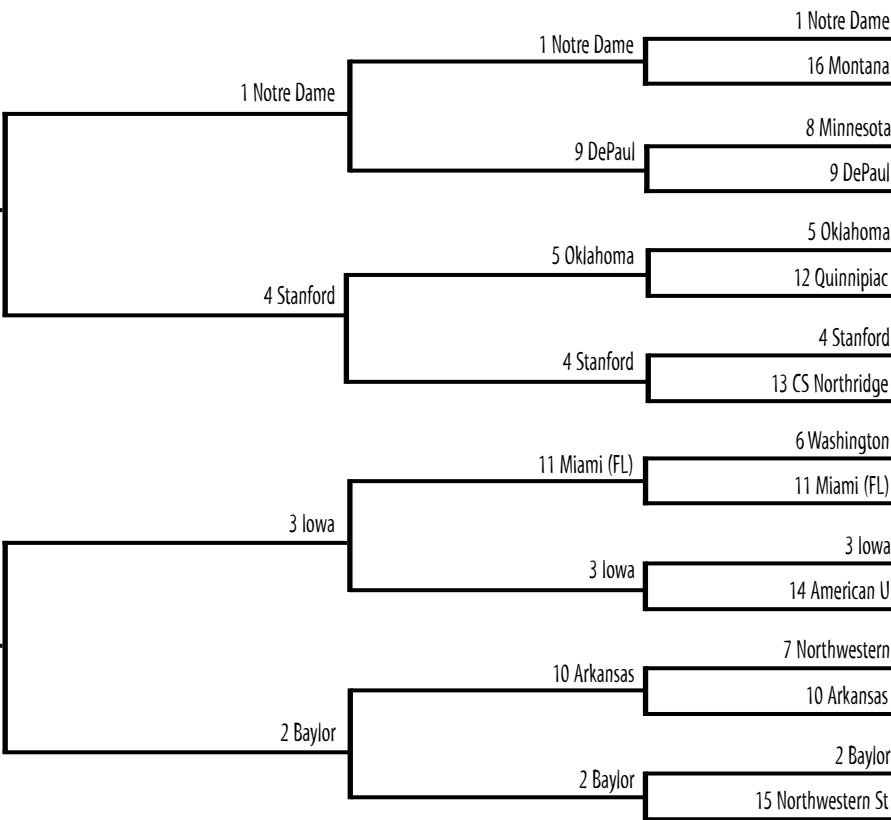 1 Notre Dame
1 Notre Dame
16 Montana
1 Notre Dame
8 Minnesota
9 DePaul
9 DePaul
5 Oklahoma
5 Oklahoma
12 Quinnipiac
4 Stanford
4 Stanford
4 Stanford
13 CS Northridge
6 Washington
11 Miami (FL)
11 Miami (FL)
3 Iowa
3 Iowa
3 Iowa
14 American U
7 Northwestern
10 Arkansas
10 Arkansas
2 Baylor
2 Baylor
2 Baylor
15 Northwestern St